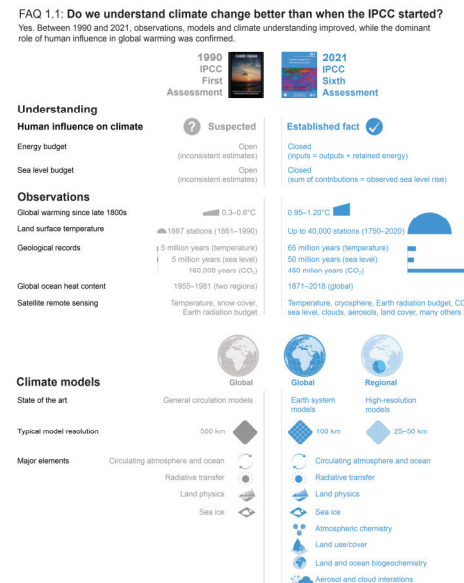 FAQ 1.1: Do we understand climate change better than when the IPCC started?
Yes. Between 1990 and 2021, observations, models and climate understanding improved, while the dominant
role of human influence in global warming was confirmed.
1990
IPCC
First
Assessment
2021
IPCC
Sixth
Assessment
Understanding
Human influence on climate ? Suspected Established fact
Energy budget Open Closed
(inconsistent estimates) (inputs = outputs + retained energy)
Sea level budget Open Closed
(inconsistent estimates) (sum of contributions = observed sea level rise)
Observations
Global warming since late 1800s 0.3–0.6°C 0.95–1.20°C
Land surface temperature 1887 stations (1861–1990) Up to 40,000 stations (1750–2020)
Geological records 5 million years (temperature) 65 million years (temperature)
5 million years (sea level) 50 million years (sea level)
160,000 years (CO₂) 450 million years (CO₂)
Global ocean heat content 1955–1981 (two regions) 1871–2018 (global)
Satellite remote sensing Temperature, snow cover, Temperature, cryosphere, Earth radiation budget,
Earth radiation budget sea level, clouds, aerosols, land cover, many others
Climate models Global Global Regional
State of the art General circulation models Earth system High-resolution
models models
Typical model resolution 500 km 100 km 25–50 km
Major elements Circulating atmosphere and ocean Circulating atmosphere and ocean
Radiative transfer Radiative transfer
Land physics Land physics
Sea ice Sea ice
Atmospheric chemistry
Land use/cover
Land and ocean biogeochemistry
Aerosol and cloud interactions